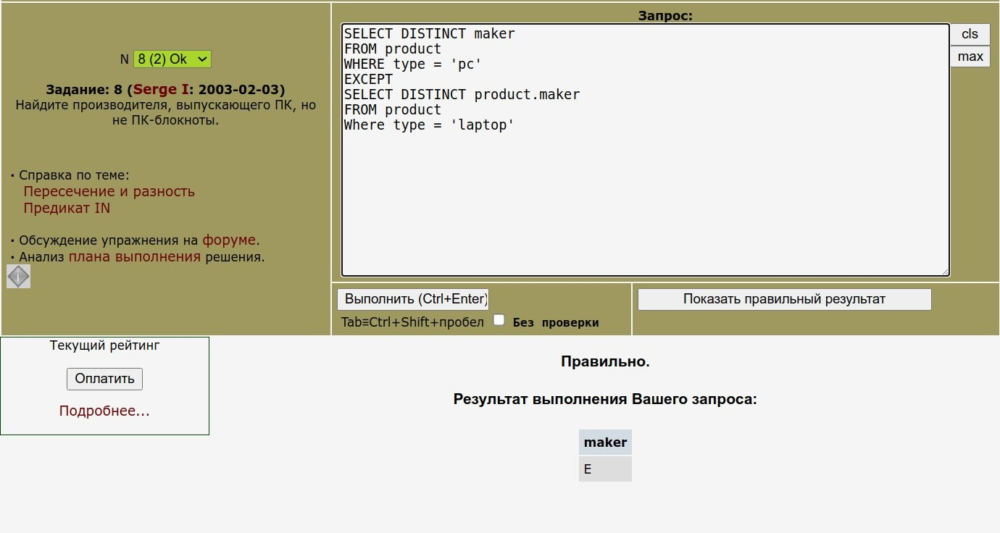 N 8 (2) Ok
Задание: 8 (Serge I: 2003-02-03)
Найдите производителя, выпускающего ПК, но
не ПК-блокноты.
· Справка по теме:
Пересечение и разность
Предикат IN
· Обсуждение упражнения на форуме.
· Анализ плана выполнения решения.
i
Запрос:
SELECT DISTINCT maker
FROM product
WHERE type = 'pc'
EXCEPT
SELECT DISTINCT product.maker
FROM product
Where type = 'laptop'
cls
max
Выполнить (Ctrl+Enter)
Tab≡Ctrl+Shift+пробел Без проверки
Показать правильный результат
Текущий рейтинг
Оплатить
Подробнее...
Правильно.
Результат выполнения Вашего запроса:
maker
E